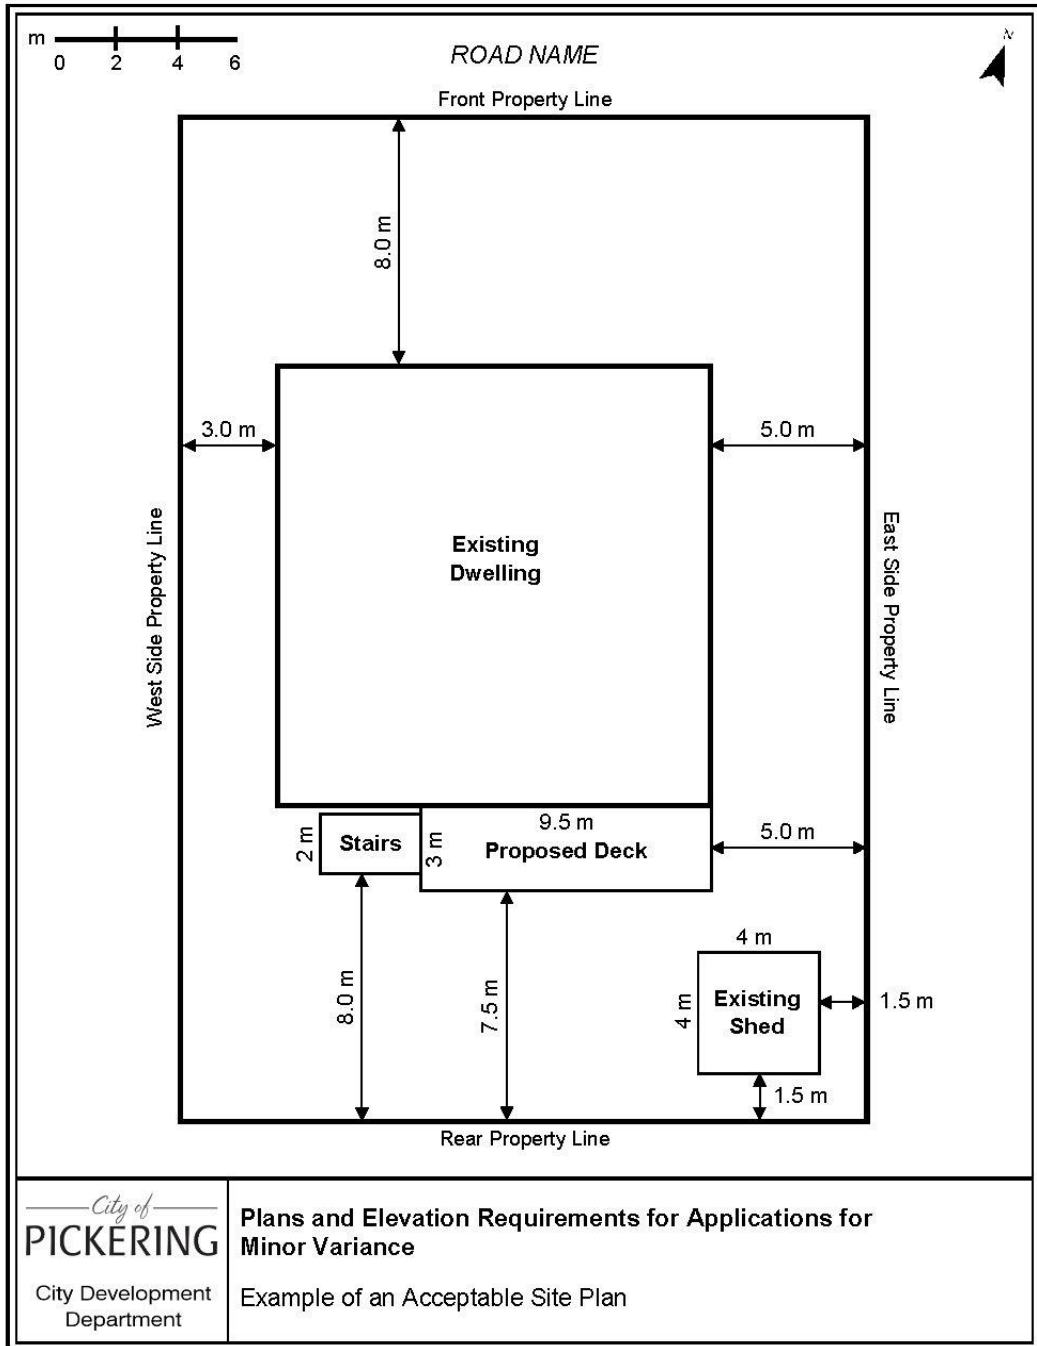 m
0 2 4 6
ROAD NAME
N
Front Property Line
8.0 m
3.0 m
5.0 m
West Side Property Line
Existing
Dwelling
East Side Property Line
2 m
Stairs
3 m
9.5 m
Proposed Deck
5.0 m
8.0 m
7.5 m
4 m
4 m
Existing
Shed
1.5 m
1.5 m
Rear Property Line
City of
PICKERING
City Development
Department
Plans and Elevation Requirements for Applications for
Minor Variance
Example of an Acceptable Site Plan